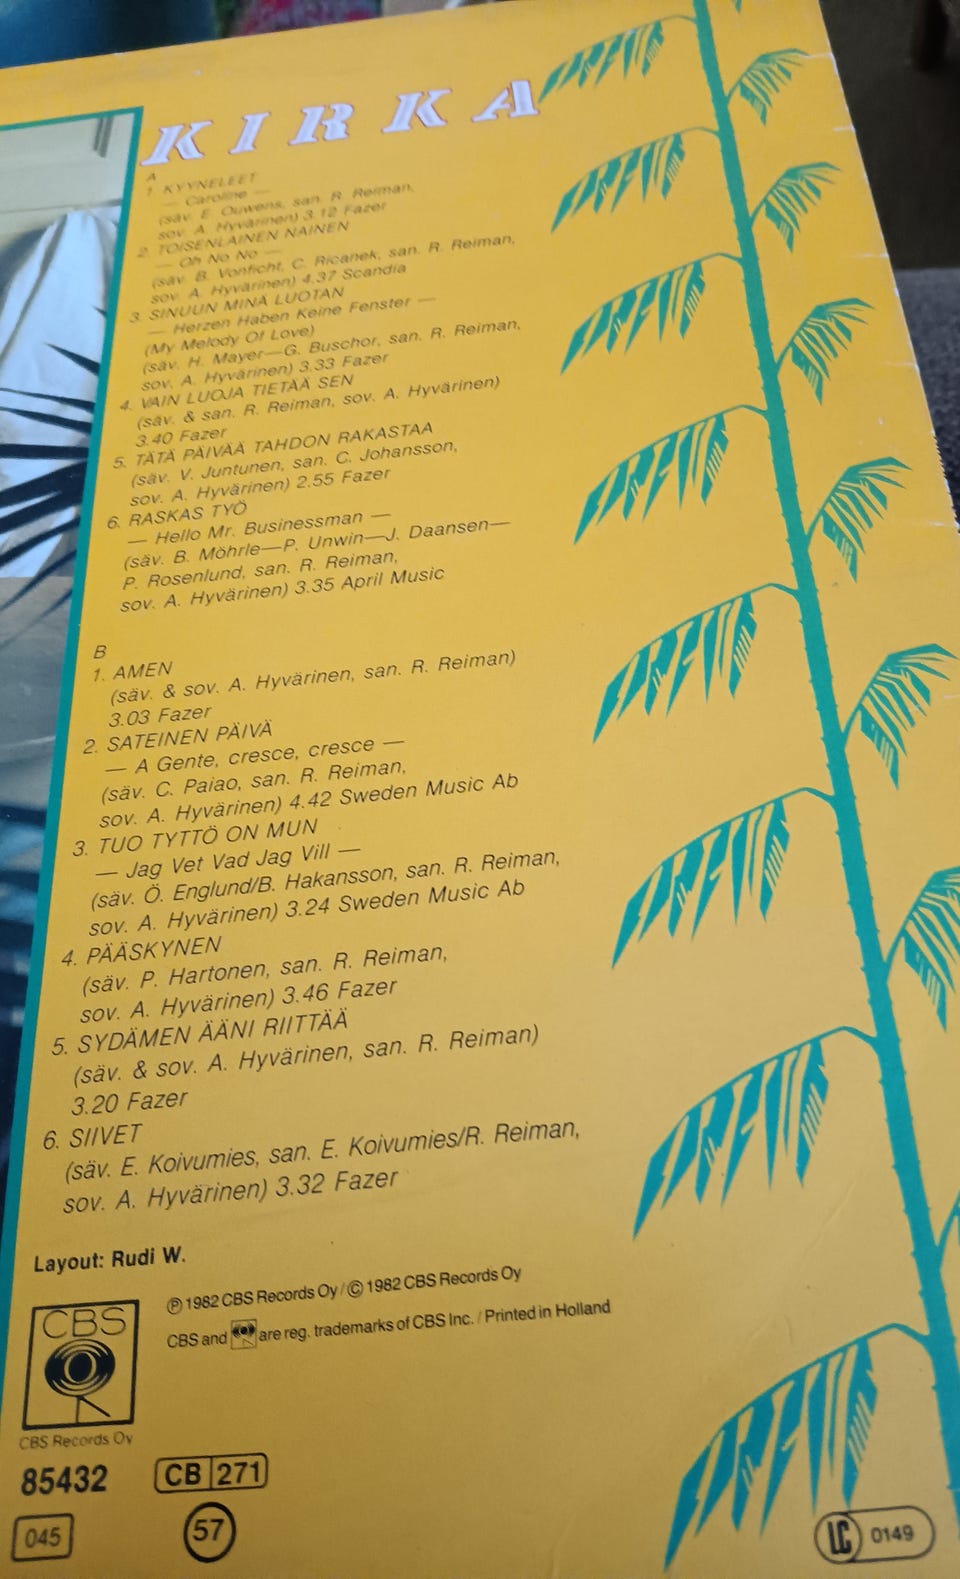 KIRKA
A
1. KYYNELEET
— Caroline —
(säv. E. Ouwens, san. R. Reiman,
sov. A. Hyvärinen) 3.12 Fazer
2. TOISENLAINEN NAINEN
— Oh No No —
(säv. B. Vonficht, C. Ricanek, san. R. Reiman,
sov. A. Hyvärinen) 4.37 Scandia
3. SINUUN MINÄ LUOTAN
— Herzen Haben Keine Fenster —
(My Melody Of Love)
(säv. H. Mayer—G. Buschor, san. R. Reiman,
sov. A. Hyvärinen) 3.33 Fazer
4. VAIN LUOJA TIETÄÄ SEN
(säv. & san. R. Reiman, sov. A. Hyvärinen)
3.40 Fazer
5. TÄTÄ PÄIVÄÄ TAHDON RAKASTAA
(säv. V. Juntunen, san. C. Johansson,
sov. A. Hyvärinen) 2.55 Fazer
6. RASKAS TYÖ
— Hello Mr. Businessman —
(säv. B. Möhrle—P. Unwin—J. Daansen—
P. Rosenlund, san. R. Reiman,
sov. A. Hyvärinen) 3.35 April Music
B
1. AMEN
(säv. & sov. A. Hyvärinen, san. R. Reiman)
3.03 Fazer
2. SATEINEN PÄIVÄ
— A Gente, cresce, cresce —
(säv. C. Paiao, san. R. Reiman,
sov. A. Hyvärinen) 4.42 Sweden Music Ab
3. TUO TYTTÖ ON MUN
— Jag Vet Vad Jag Vill —
(säv. Ö. Englund/B. Hakansson, san. R. Reiman,
sov. A. Hyvärinen) 3.24 Sweden Music Ab
4. PÄÄSKYNEN
(säv. P. Hartonen, san. R. Reiman,
sov. A. Hyvärinen) 3.46 Fazer
5. SYDÄMEN ÄÄNI RIITTÄÄ
(säv. & sov. A. Hyvärinen, san. R. Reiman)
3.20 Fazer
6. SIIVET
(säv. E. Koivumies, san. E. Koivumies/R. Reiman,
sov. A. Hyvärinen) 3.32 Fazer
Layout: Rudi W.
℗ 1982 CBS Records Oy / © 1982 CBS Records Oy
CBS and are reg. trademarks of CBS Inc. / Printed in Holland
CBS
CBS Records Oy
85432
CB 271
045
57
LC 0149